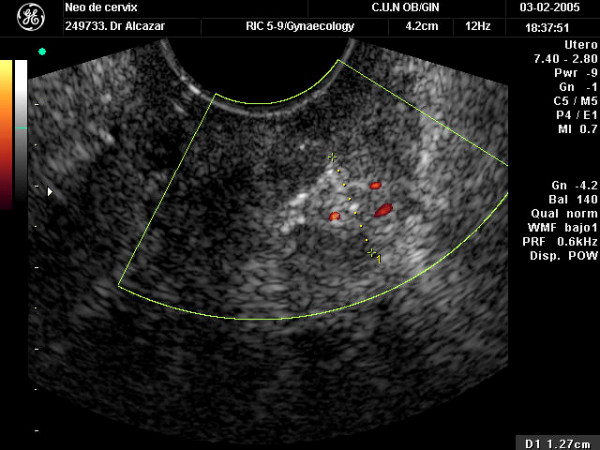 Neo de cervix C.U.N OB/GIN 03-02-2005
249733. Dr Alcazar RIC 5-9/Gynaecology 4.2cm 12Hz 18:37:51
Utero
7.40 - 2.80
Pwr -9
Gn -1
C5 / M5
P4 / E1
MI 0.7
Gn -4.2
Bal 140
Qual norm
WMF bajo1
PRF 0.6kHz
Disp. POW
1
D1 1.27cm